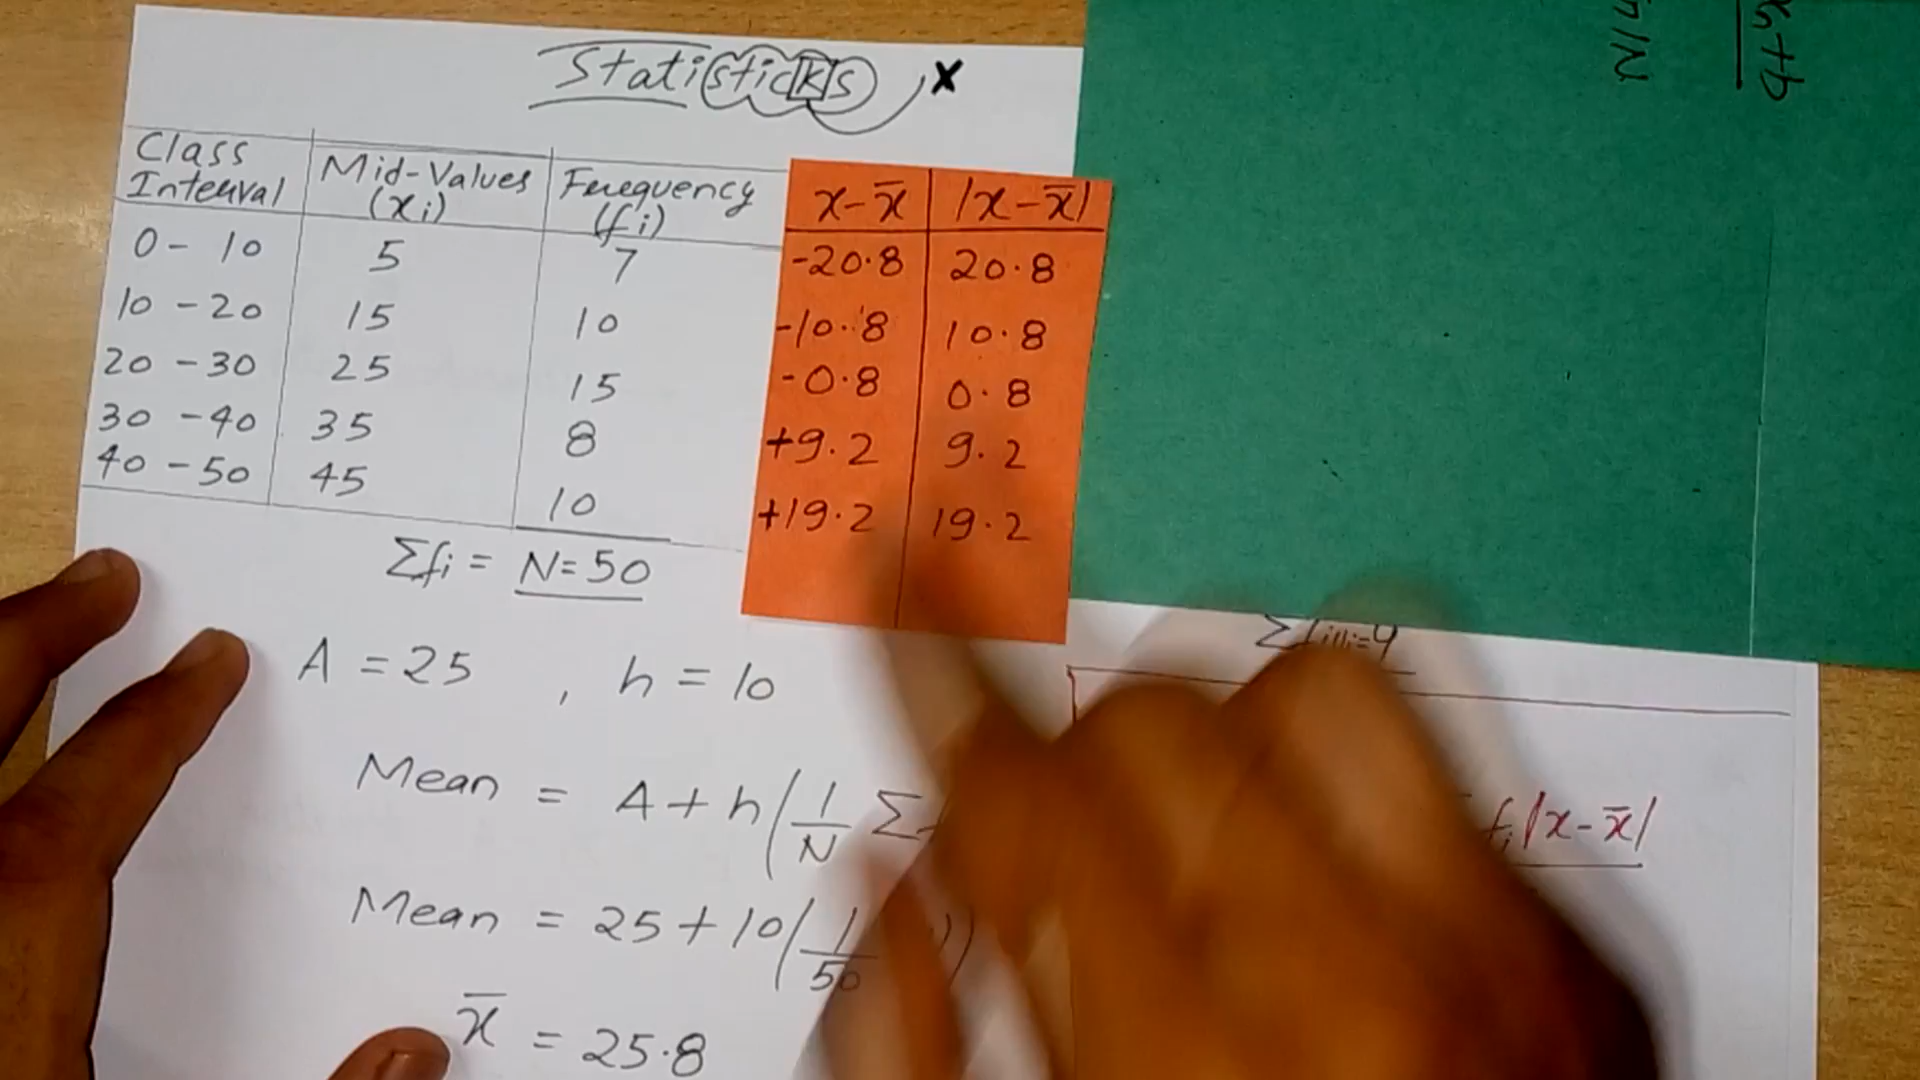 Statisticks x
Class Interval | Mid-Values (xi) | Ferequency (fi) | x-x̄ | |x-x̄|
0 - 10 | 5 | 7 | -20.8 | 20.8
10 - 20 | 15 | 10 | -10.8 | 10.8
20 - 30 | 25 | 15 | -0.8 | 0.8
30 - 40 | 35 | 8 | +9.2 | 9.2
40 - 50 | 45 | 10 | +19.2 | 19.2
Σfi = N=50
Σfiui=4
A = 25 , h = 10
Mean = A + h(1/N Σ
fi|x-x̄|
Mean = 25 + 10(1/50
x̄ = 25.8